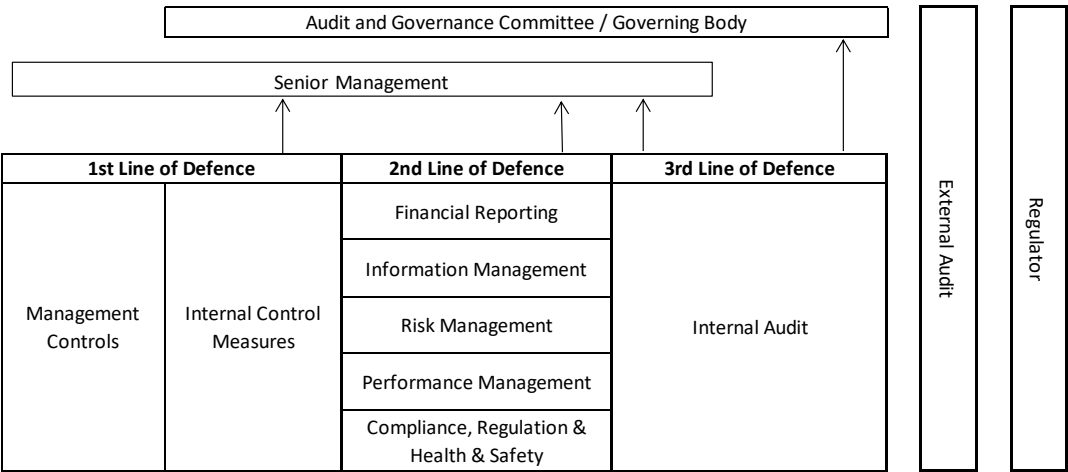 Audit and Governance Committee / Governing Body
Senior Management
1st Line of Defence
2nd Line of Defence
3rd Line of Defence
Management
Controls
Internal Control
Measures
Financial Reporting
Information Management
Risk Management
Performance Management
Compliance, Regulation &
Health & Safety
Internal Audit
External Audit
Regulator